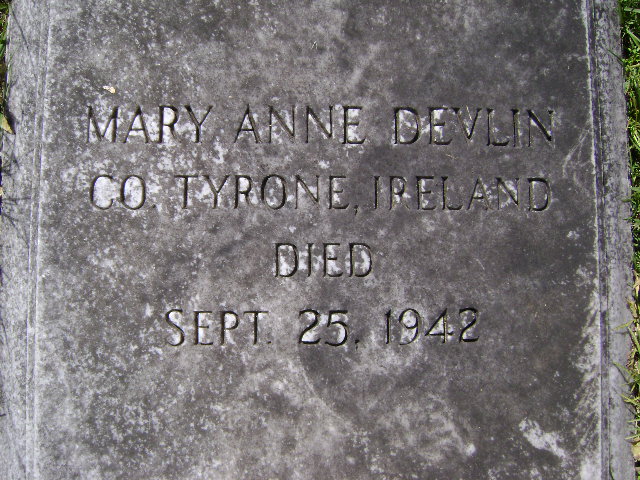 MARY ANNE DEVLIN
CO. TYRONE, IRELAND
DIED
SEPT. 25, 1942